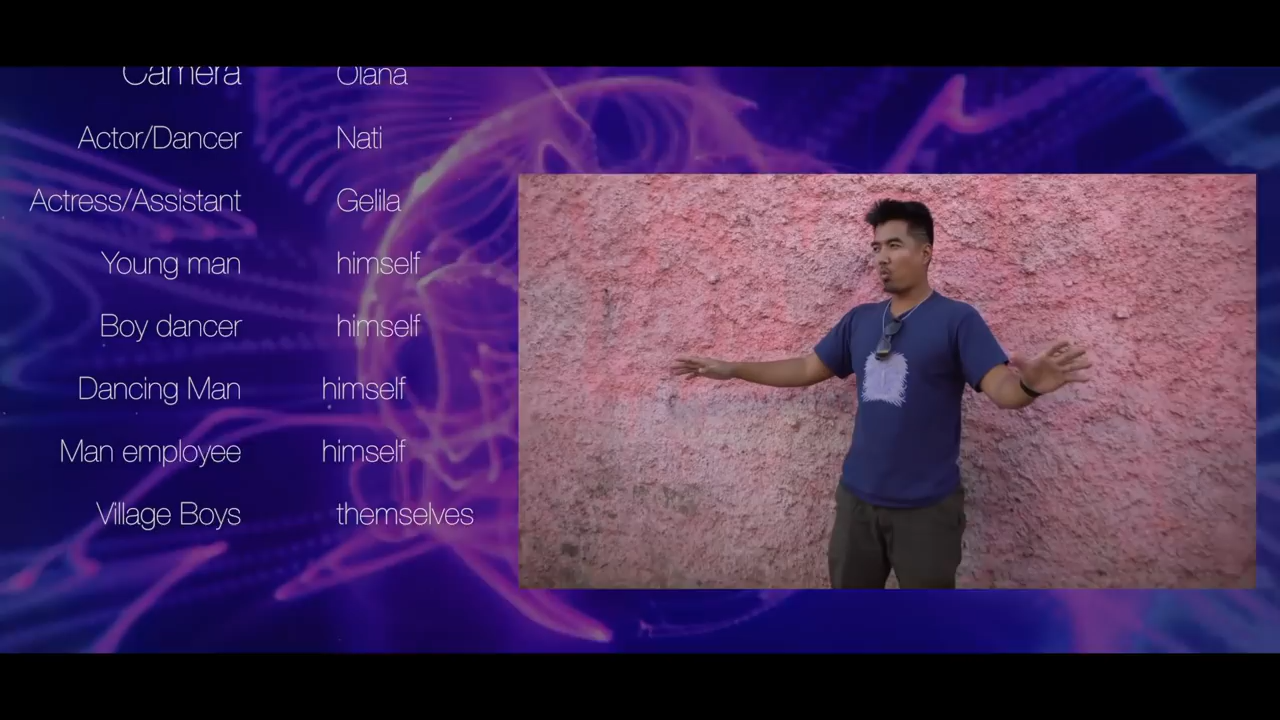 Camera Olana
Actor/Dancer Nati
Actress/Assistant Gelila
Young man himself
Boy dancer himself
Dancing Man himself
Man employee himself
Village Boys themselves